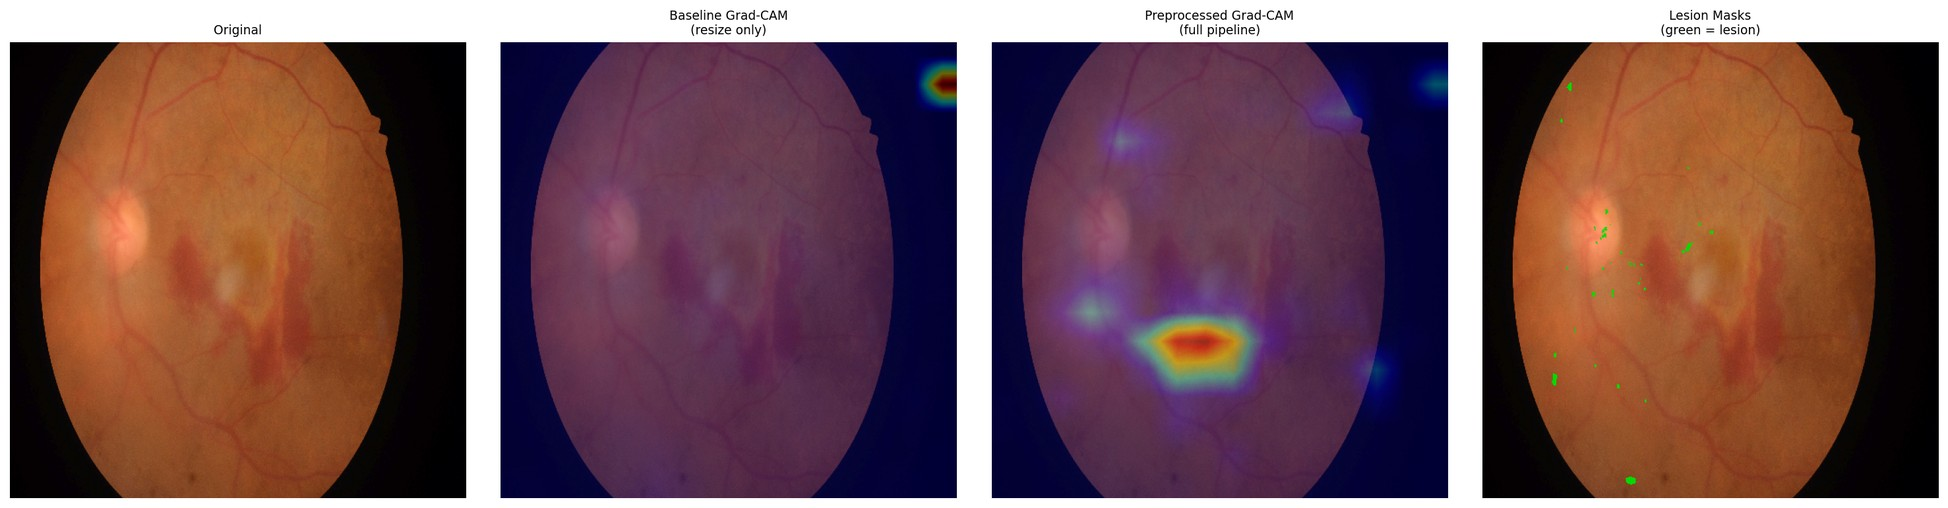 Original
Baseline Grad-CAM
(resize only)
Preprocessed Grad-CAM
(full pipeline)
Lesion Masks
(green = lesion)